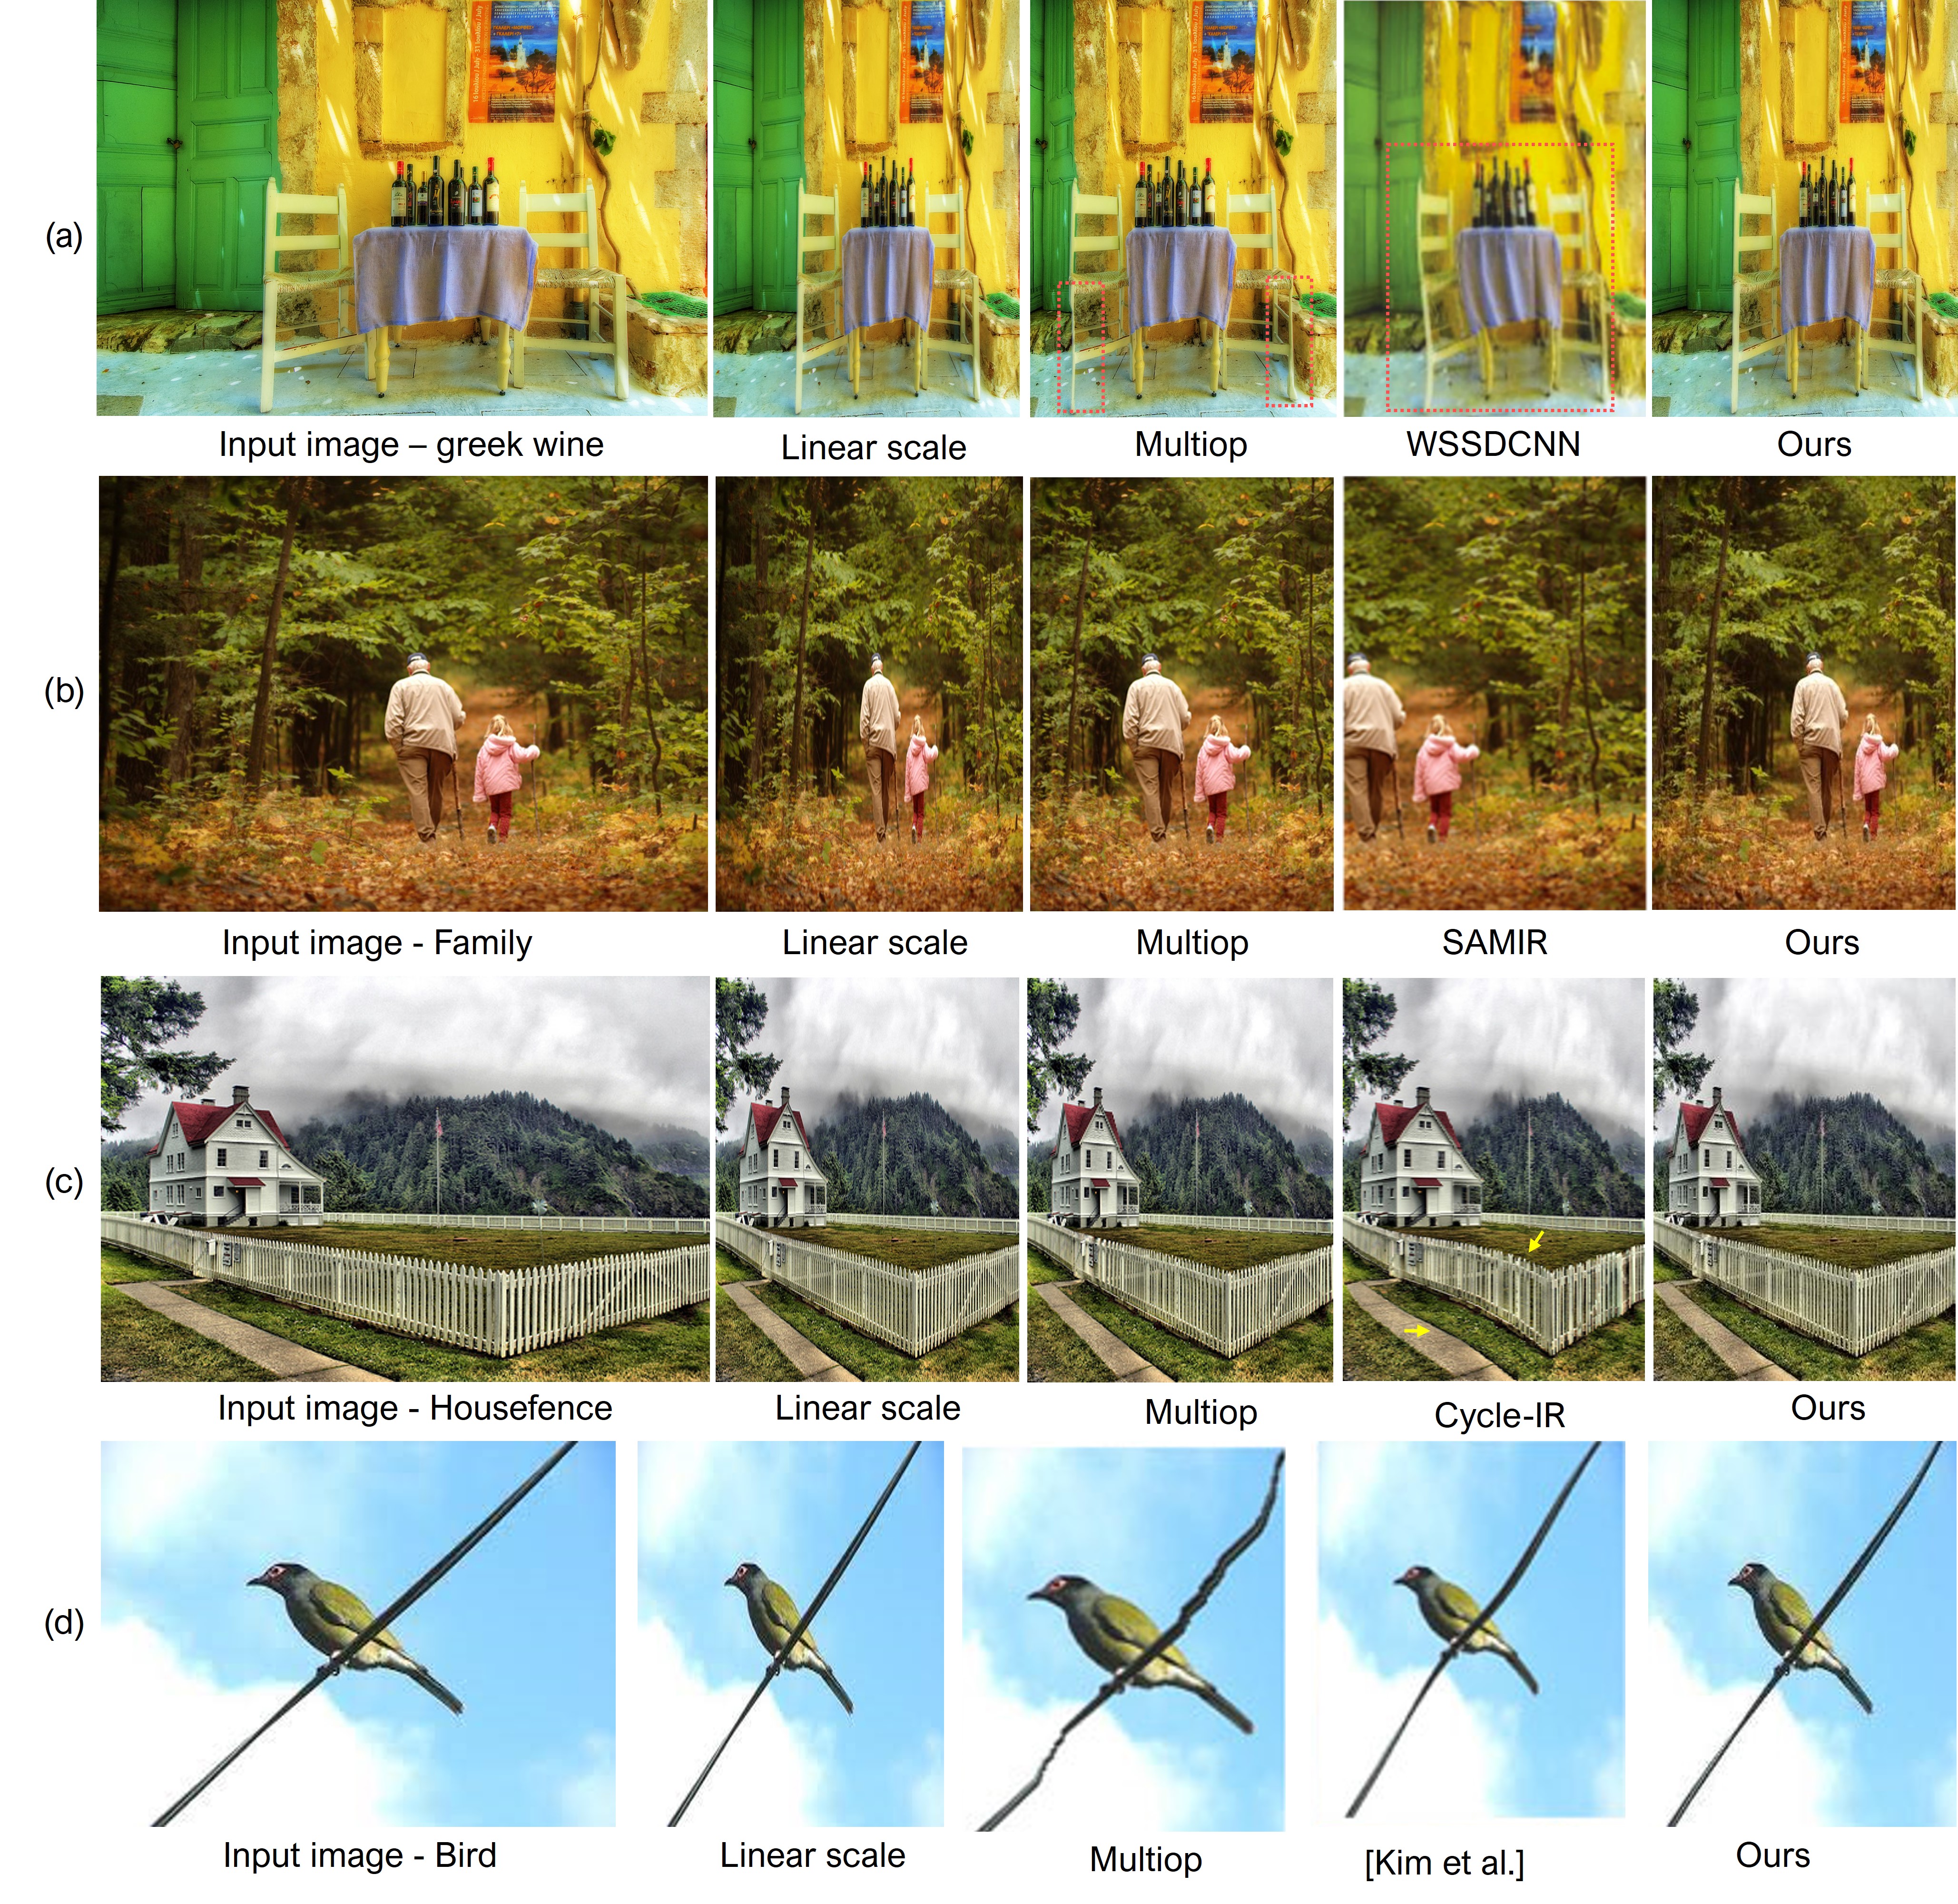 (a)
Input image – greek wine
Linear scale
Multiop
WSSDCNN
Ours
(b)
Input image - Family
Linear scale
Multiop
SAMIR
Ours
(c)
Input image - Housefence
Linear scale
Multiop
Cycle-IR
Ours
(d)
Input image - Bird
Linear scale
Multiop
[Kim et al.]
Ours